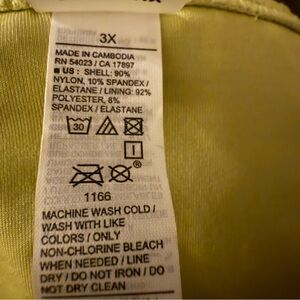 3X
MADE IN CAMBODIA
RN 54023 / CA 17897
■ US : SHELL: 90%
NYLON, 10% SPANDEX /
ELASTANE / LINING: 92%
POLYESTER, 8%
SPANDEX / ELASTANE
30
®
1166
MACHINE WASH COLD /
WASH WITH LIKE
COLORS / ONLY
NON-CHLORINE BLEACH
WHEN NEEDED / LINE
DRY / DO NOT IRON / DO
NOT DRY CLEAN